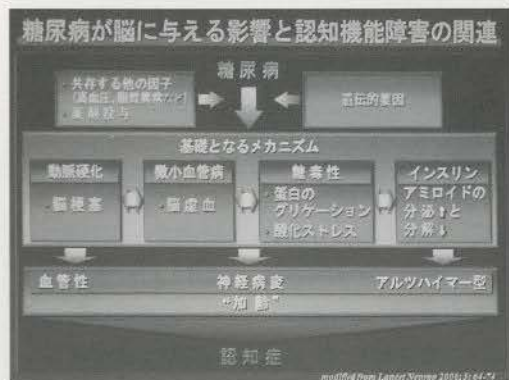 糖尿病が脳に与える影響と認知機能障害の関連
糖尿病
・共存する他の因子
(高血圧、脂質異常など)
・薬剤投与
遺伝的要因
基礎となるメカニズム
動脈硬化
・脳梗塞
微小血管病
・脳虚血
糖毒性
・蛋白の
グリケーション
・酸化ストレス
インスリン
アミロイドの
分泌↑と
分解↓
血管性
神経病変
アルツハイマー型
“加齢”
認知症
modified from Lancet Neurol 2006;5: 64-74